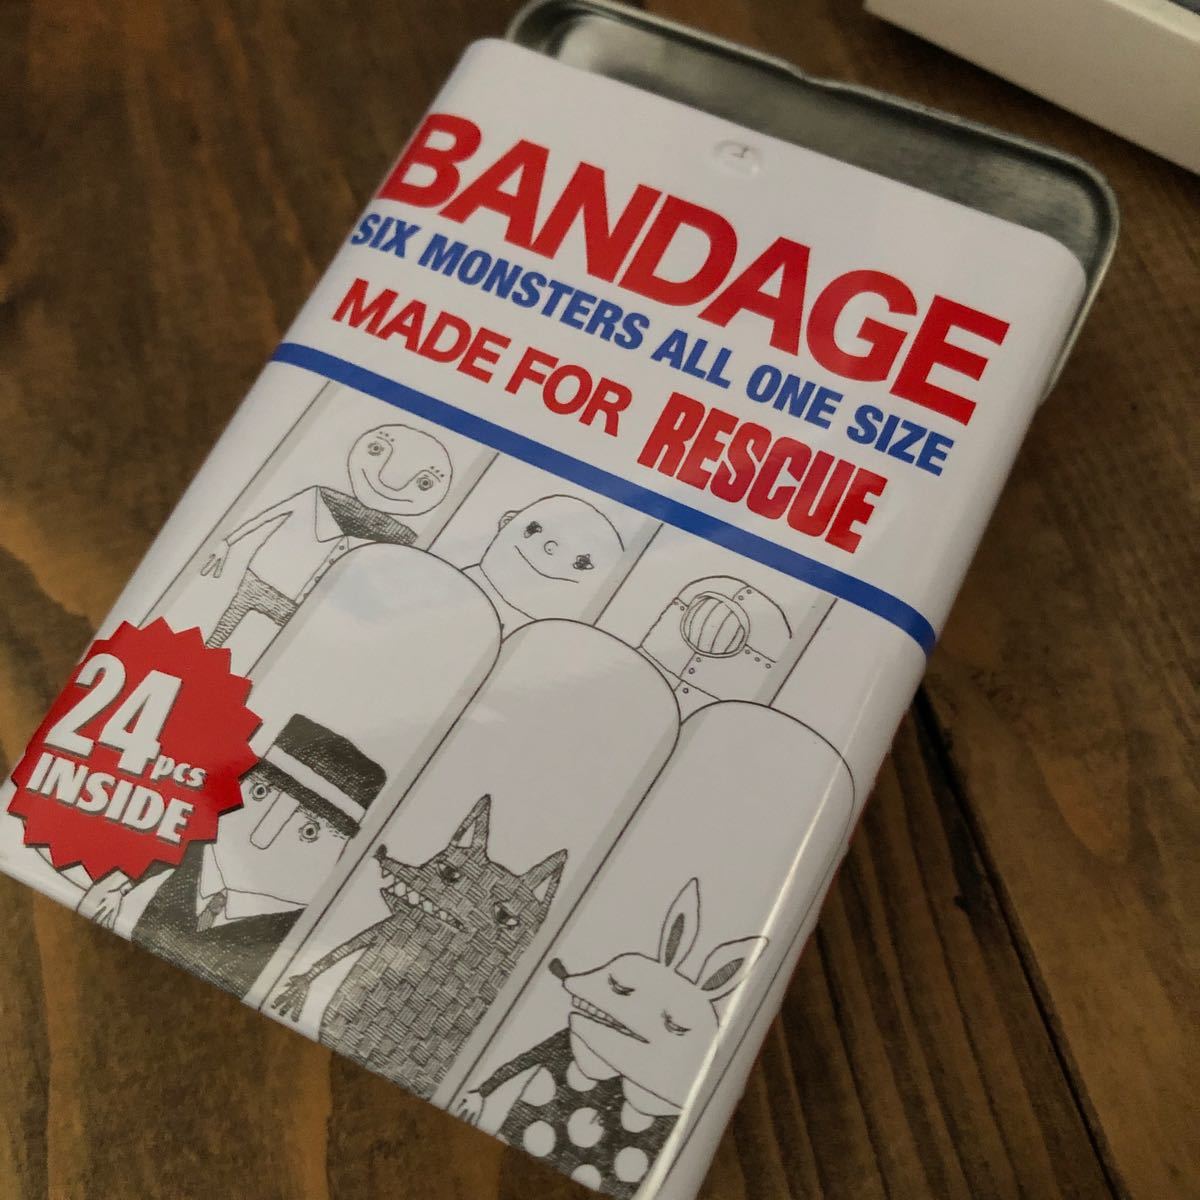 BANDAGE
SIX MONSTERS ALL ONE SIZE
MADE FOR RESCUE
24pcs
INSIDE